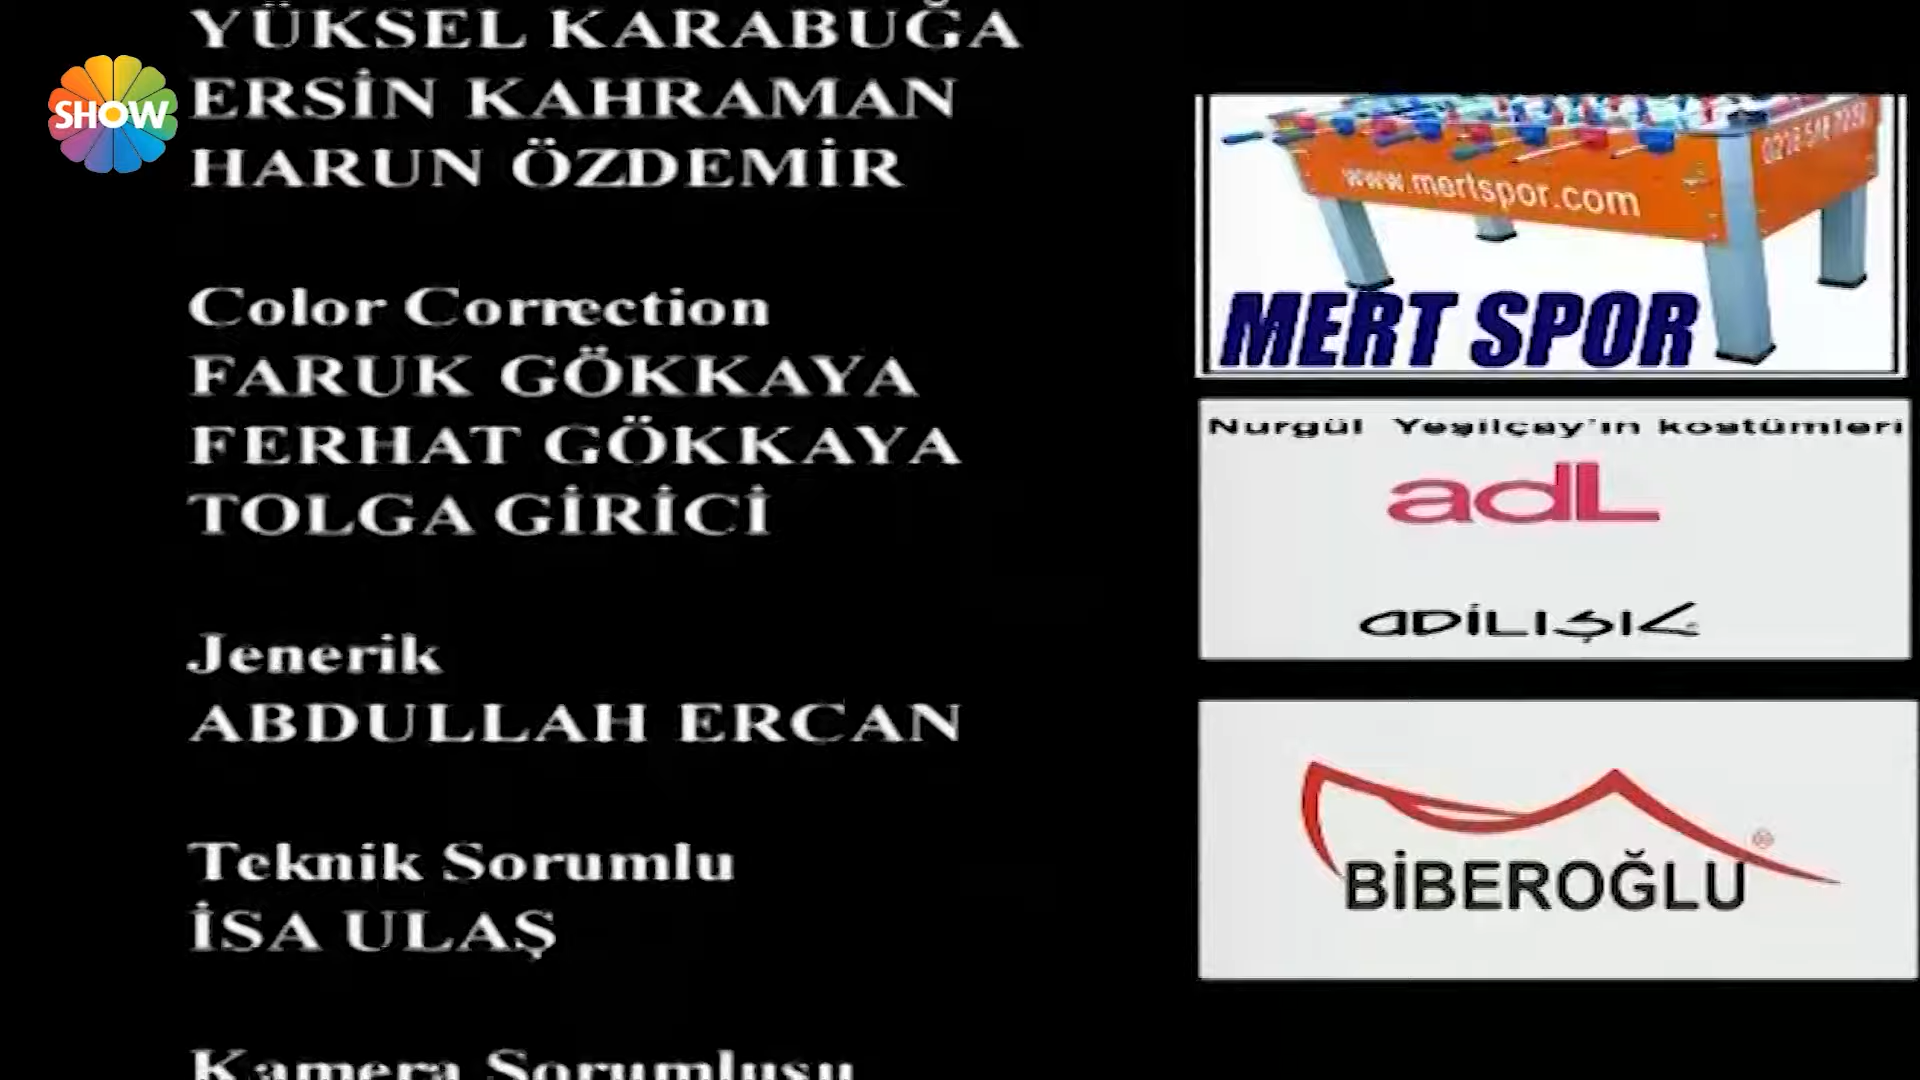 YÜKSEL KARABUĞA
ERSİN KAHRAMAN
HARUN ÖZDEMİR
SHOW
Color Correction
FARUK GÖKKAYA
FERHAT GÖKKAYA
TOLGA GİRİCİ
Jenerik
ABDULLAH ERCAN
Teknik Sorumlu
İSA ULAŞ
Kamera Sorumlusu
www.mertspor.com
MERT SPOR
Nurgül Yeşilçay'ın kostümleri
adL
ADİLIŞIK
BİBEROĞLU